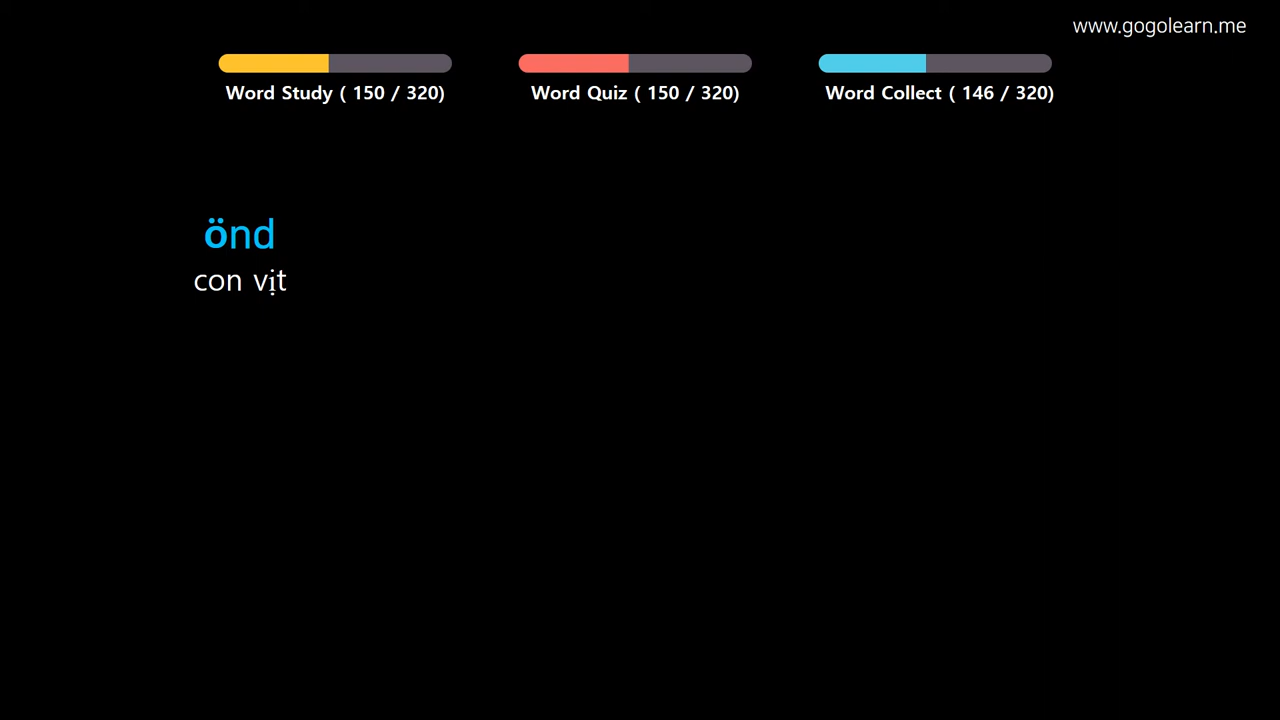 www.gogolearn.me
Word Study ( 150 / 320)
Word Quiz ( 150 / 320)
Word Collect ( 146 / 320)
önd
con vịt